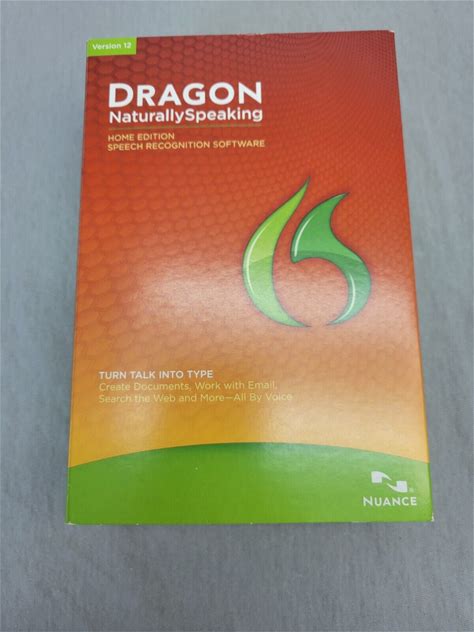 Version 12
DRAGON
NaturallySpeaking
HOME EDITION
SPEECH RECOGNITION SOFTWARE
TURN TALK INTO TYPE
Create Documents, Work with Email,
Search the Web and More—All By Voice
NUANCE